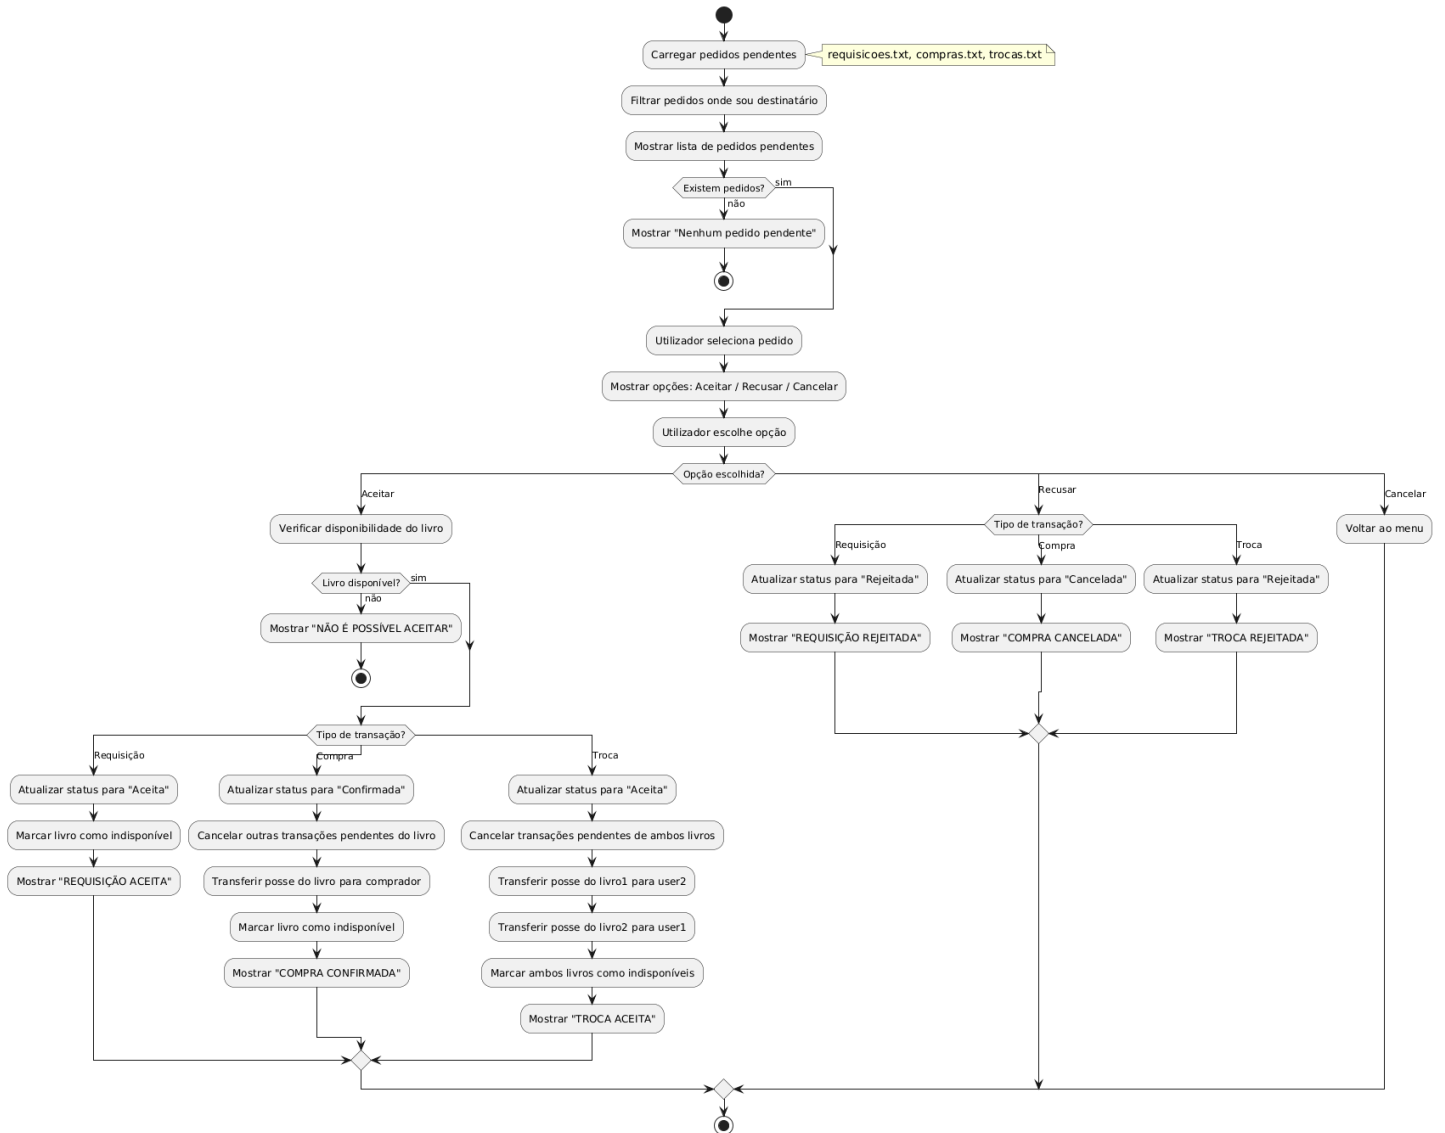 Carregar pedidos pendentes
requisicoes.txt, compras.txt, trocas.txt
Filtrar pedidos onde sou destinatário
Mostrar lista de pedidos pendentes
Existem pedidos?
sim
não
Mostrar "Nenhum pedido pendente"
Utilizador seleciona pedido
Mostrar opções: Aceitar / Recusar / Cancelar
Utilizador escolhe opção
Opção escolhida?
Aceitar
Verificar disponibilidade do livro
Livro disponível?
sim
não
Mostrar "NÃO É POSSÍVEL ACEITAR"
Tipo de transação?
Requisição
Atualizar status para "Aceita"
Marcar livro como indisponível
Mostrar "REQUISIÇÃO ACEITA"
Compra
Atualizar status para "Confirmada"
Cancelar outras transações pendentes do livro
Transferir posse do livro para comprador
Marcar livro como indisponível
Mostrar "COMPRA CONFIRMADA"
Troca
Atualizar status para "Aceita"
Cancelar transações pendentes de ambos livros
Transferir posse do livro1 para user2
Transferir posse do livro2 para user1
Marcar ambos livros como indisponíveis
Mostrar "TROCA ACEITA"
Recusar
Tipo de transação?
Requisição
Atualizar status para "Rejeitada"
Mostrar "REQUISIÇÃO REJEITADA"
Compra
Atualizar status para "Cancelada"
Mostrar "COMPRA CANCELADA"
Troca
Atualizar status para "Rejeitada"
Mostrar "TROCA REJEITADA"
Cancelar
Voltar ao menu